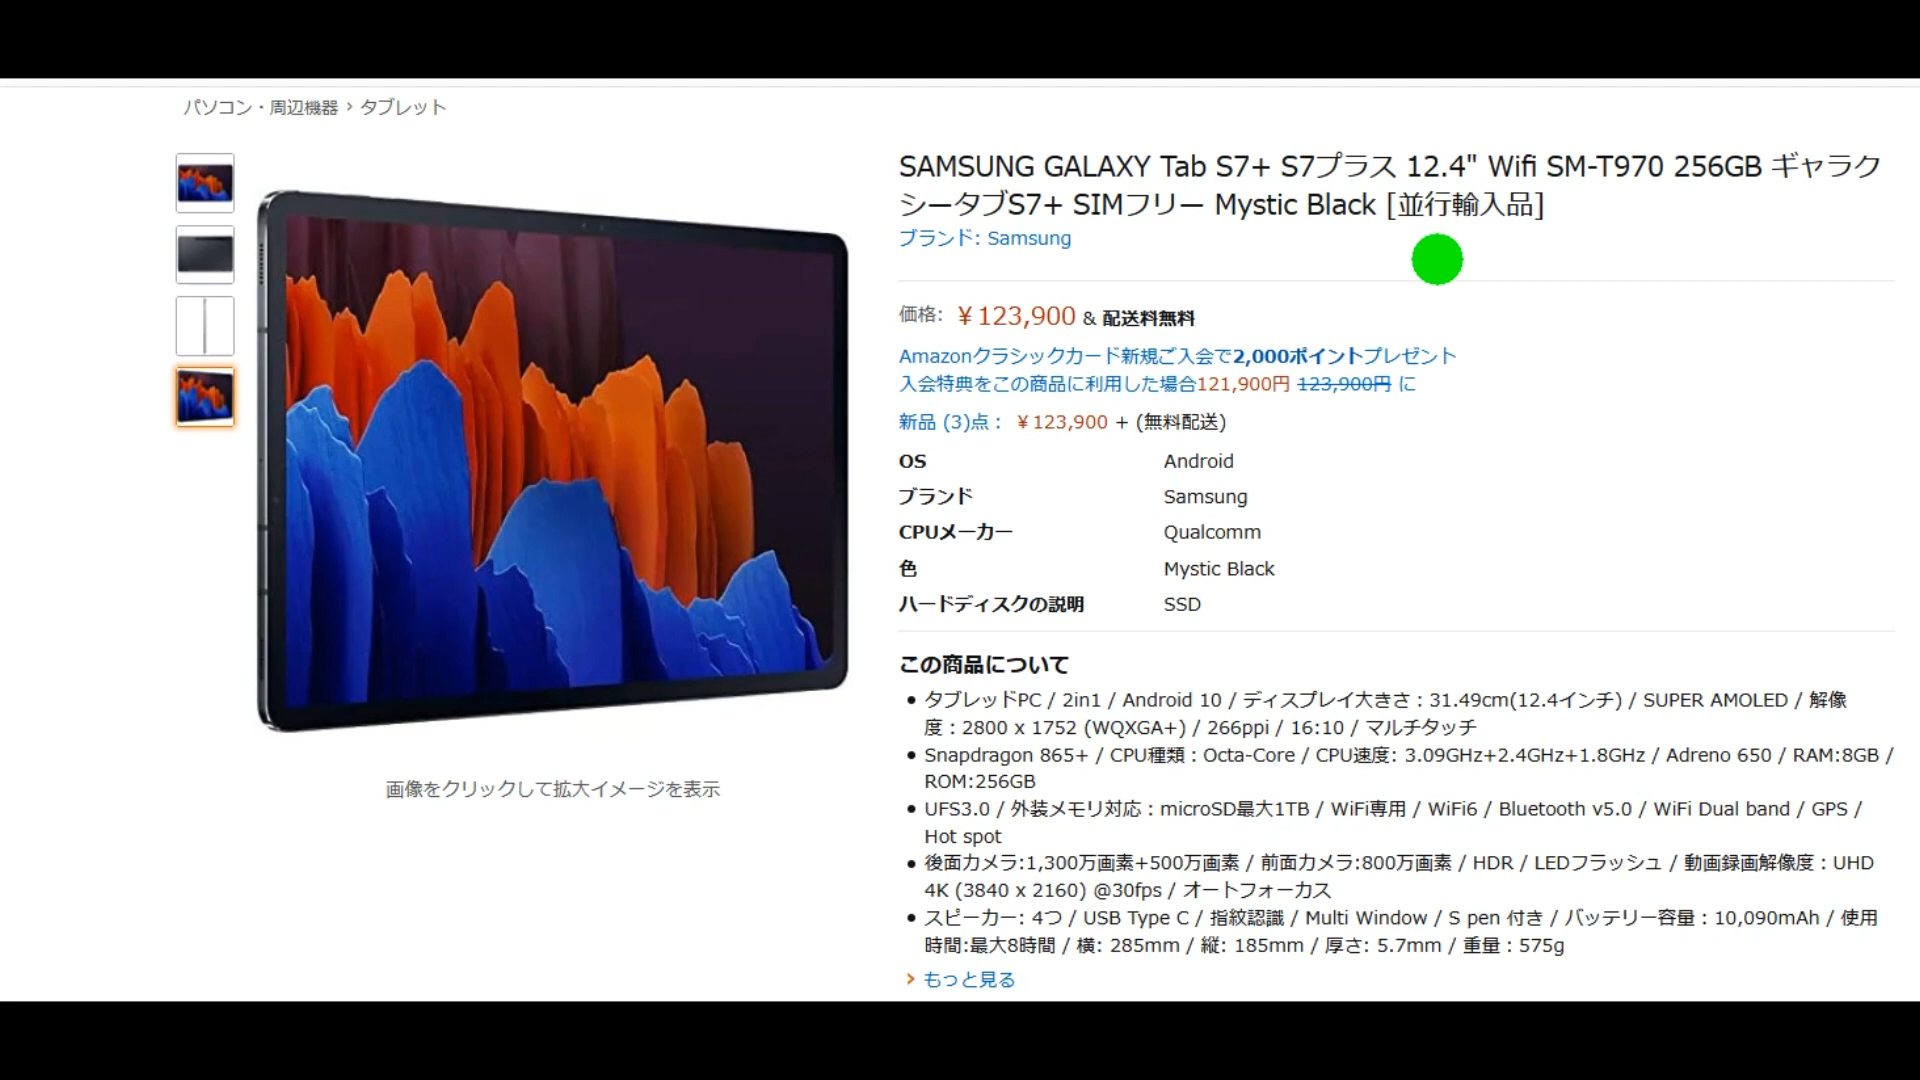 パソコン・周辺機器 › タブレット
SAMSUNG GALAXY Tab S7+ S7プラス 12.4" Wifi SM-T970 256GB ギャラク
シータブS7+ SIMフリー Mystic Black [並行輸入品]
ブランド: Samsung
価格: ￥123,900 & 配送料無料
Amazonクラシックカード新規ご入会で2,000ポイントプレゼント
入会特典をこの商品に利用した場合121,900円 123,900円 に
新品 (3)点： ￥123,900 + (無料配送)
OS Android
ブランド Samsung
CPUメーカー Qualcomm
色 Mystic Black
ハードディスクの説明 SSD
この商品について
● タブレッドPC / 2in1 / Android 10 / ディスプレイ大きさ : 31.49cm(12.4インチ) / SUPER AMOLED / 解像
度 : 2800 x 1752 (WQXGA+) / 266ppi / 16:10 / マルチタッチ
● Snapdragon 865+ / CPU種類 : Octa-Core / CPU速度: 3.09GHz+2.4GHz+1.8GHz / Adreno 650 / RAM:8GB /
ROM:256GB
● UFS3.0 / 外装メモリ対応 : microSD最大1TB / WiFi専用 / WiFi6 / Bluetooth v5.0 / WiFi Dual band / GPS /
Hot spot
● 後面カメラ:1,300万画素+500万画素 / 前面カメラ:800万画素 / HDR / LEDフラッシュ / 動画録画解像度 : UHD
4K (3840 x 2160) @30fps / オートフォーカス
● スピーカー: 4つ / USB Type C / 指紋認識 / Multi Window / S pen 付き / バッテリー容量 : 10,090mAh / 使用
時間:最大8時間 / 横: 285mm / 縦: 185mm / 厚さ: 5.7mm / 重量 : 575g
› もっと見る
画像をクリックして拡大イメージを表示